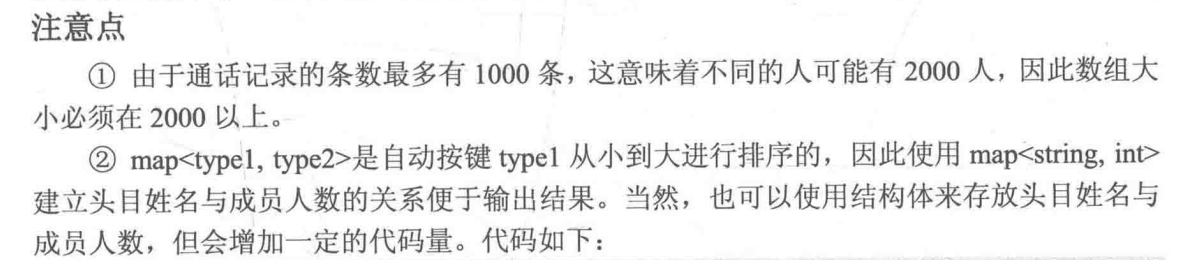 注意点
① 由于通话记录的条数最多有 1000 条，这意味着不同的人可能有 2000 人，因此数组大
小必须在 2000 以上。
② map<type1, type2>是自动按键 type1 从小到大进行排序的，因此使用 map<string, int>
建立头目姓名与成员人数的关系便于输出结果。当然，也可以使用结构体来存放头目姓名与
成员人数，但会增加一定的代码量。代码如下：